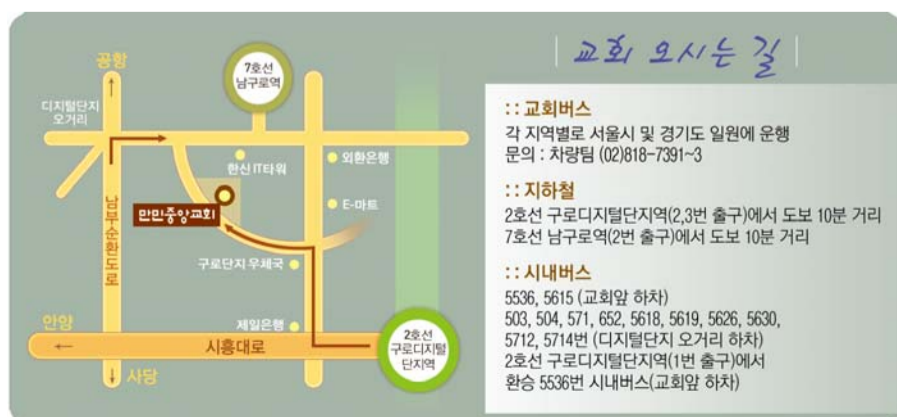 공항
디지털단지
오거리
7호선
남구로역
한신 IT타워
외환은행
만민중앙교회
E-마트
남부순환도로
구로단지 우체국
제일은행
안양
시흥대로
2호선
구로디지털
단지역
사당
교회 오시는 길
::교회버스
각 지역별로 서울시 및 경기도 일원에 운행
문의 : 차량팀 (02)818-7391~3
::지하철
2호선 구로디지털단지역(2,3번 출구)에서 도보 10분 거리
7호선 남구로역(2번 출구)에서 도보 10분 거리
::시내버스
5536, 5615 (교회앞 하차)
503, 504, 571, 652, 5618, 5619, 5626, 5630,
5712, 5714번 (디지털단지 오거리 하차)
2호선 구로디지털단지역(1번 출구)에서
환승 5536번 시내버스(교회앞 하차)